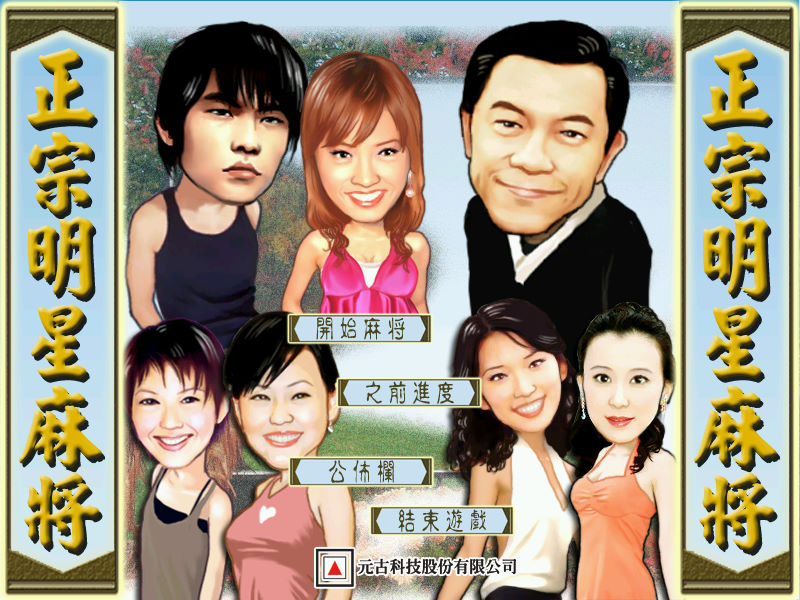 正宗明星麻將
正宗明星麻將
開始麻將
之前進度
公佈欄
結束遊戲
元古科技股份有限公司